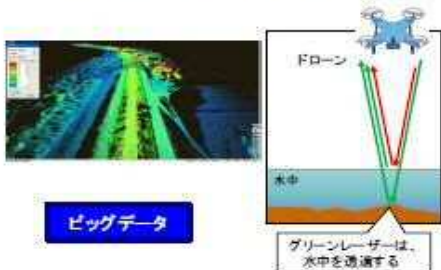 ドローン
水中
ビッグデータ
グリーンレーザーは、
水中を透過する